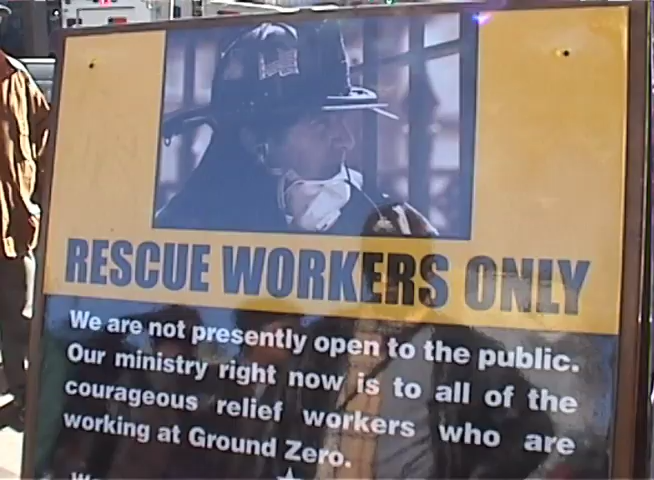 RESCUE WORKERS ONLY
We are not presently open to the public.
Our ministry right now is to all of the
courageous relief workers who are
working at Ground Zero.